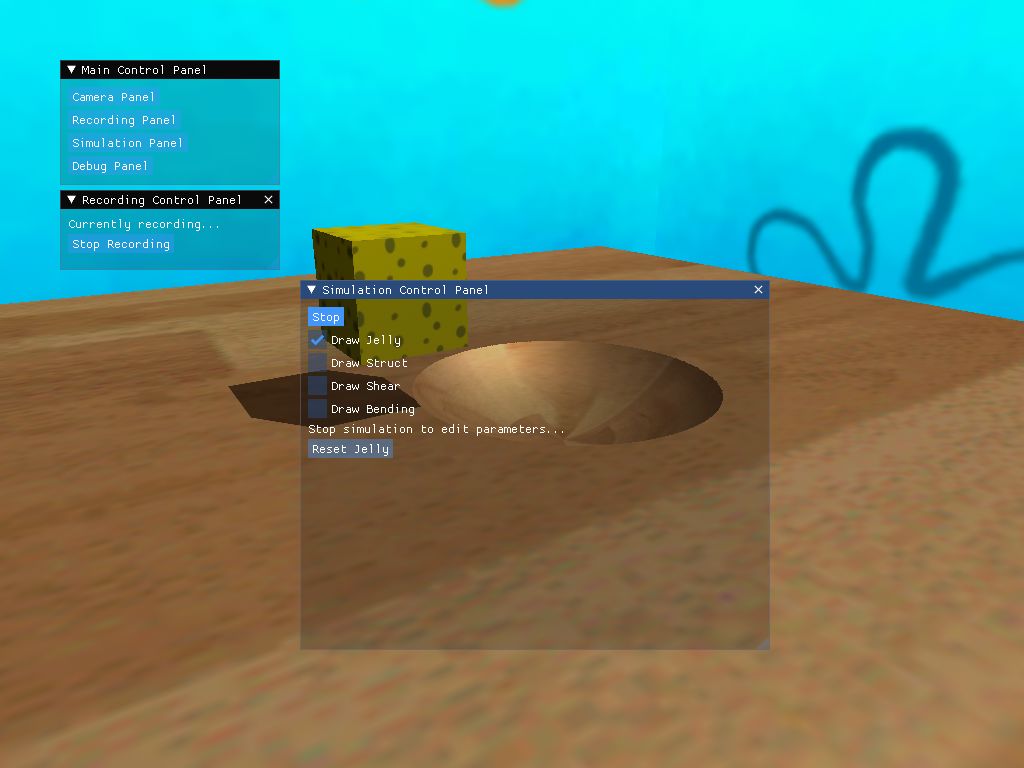 Main Control Panel
Camera Panel
Recording Panel
Simulation Panel
Debug Panel
Recording Control Panel
Currently recording...
Stop Recording
Simulation Control Panel
Stop
Draw Jelly
Draw Struct
Draw Shear
Draw Bending
Stop simulation to edit parameters...
Reset Jelly